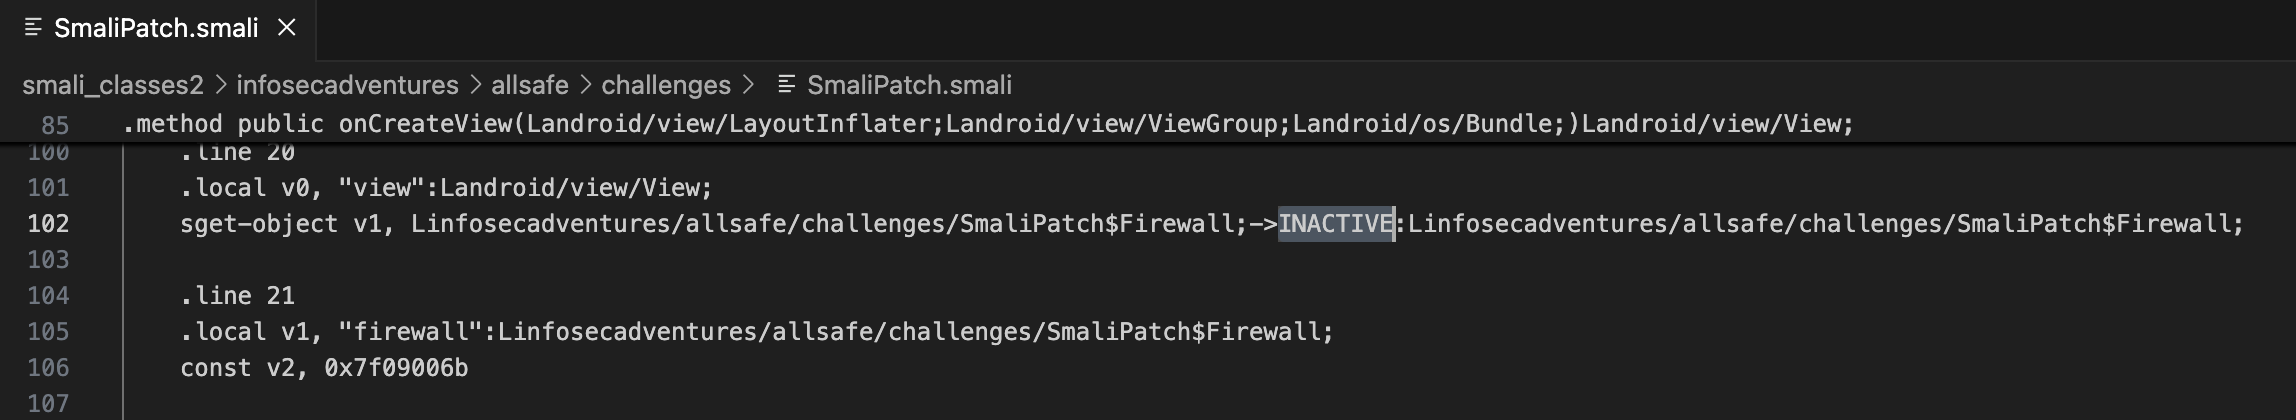 SmaliPatch.smali
smali_classes2 > infosecadventures > allsafe > challenges > SmaliPatch.smali
85 .method public onCreateView(Landroid/view/LayoutInflater;Landroid/view/ViewGroup;Landroid/os/Bundle;)Landroid/view/View;
100 .line 20
101 .local v0, "view":Landroid/view/View;
102 sget-object v1, Linfosecadventures/allsafe/challenges/SmaliPatch$Firewall;->INACTIVE:Linfosecadventures/allsafe/challenges/SmaliPatch$Firewall;
103
104 .line 21
105 .local v1, "firewall":Linfosecadventures/allsafe/challenges/SmaliPatch$Firewall;
106 const v2, 0x7f09006b
107